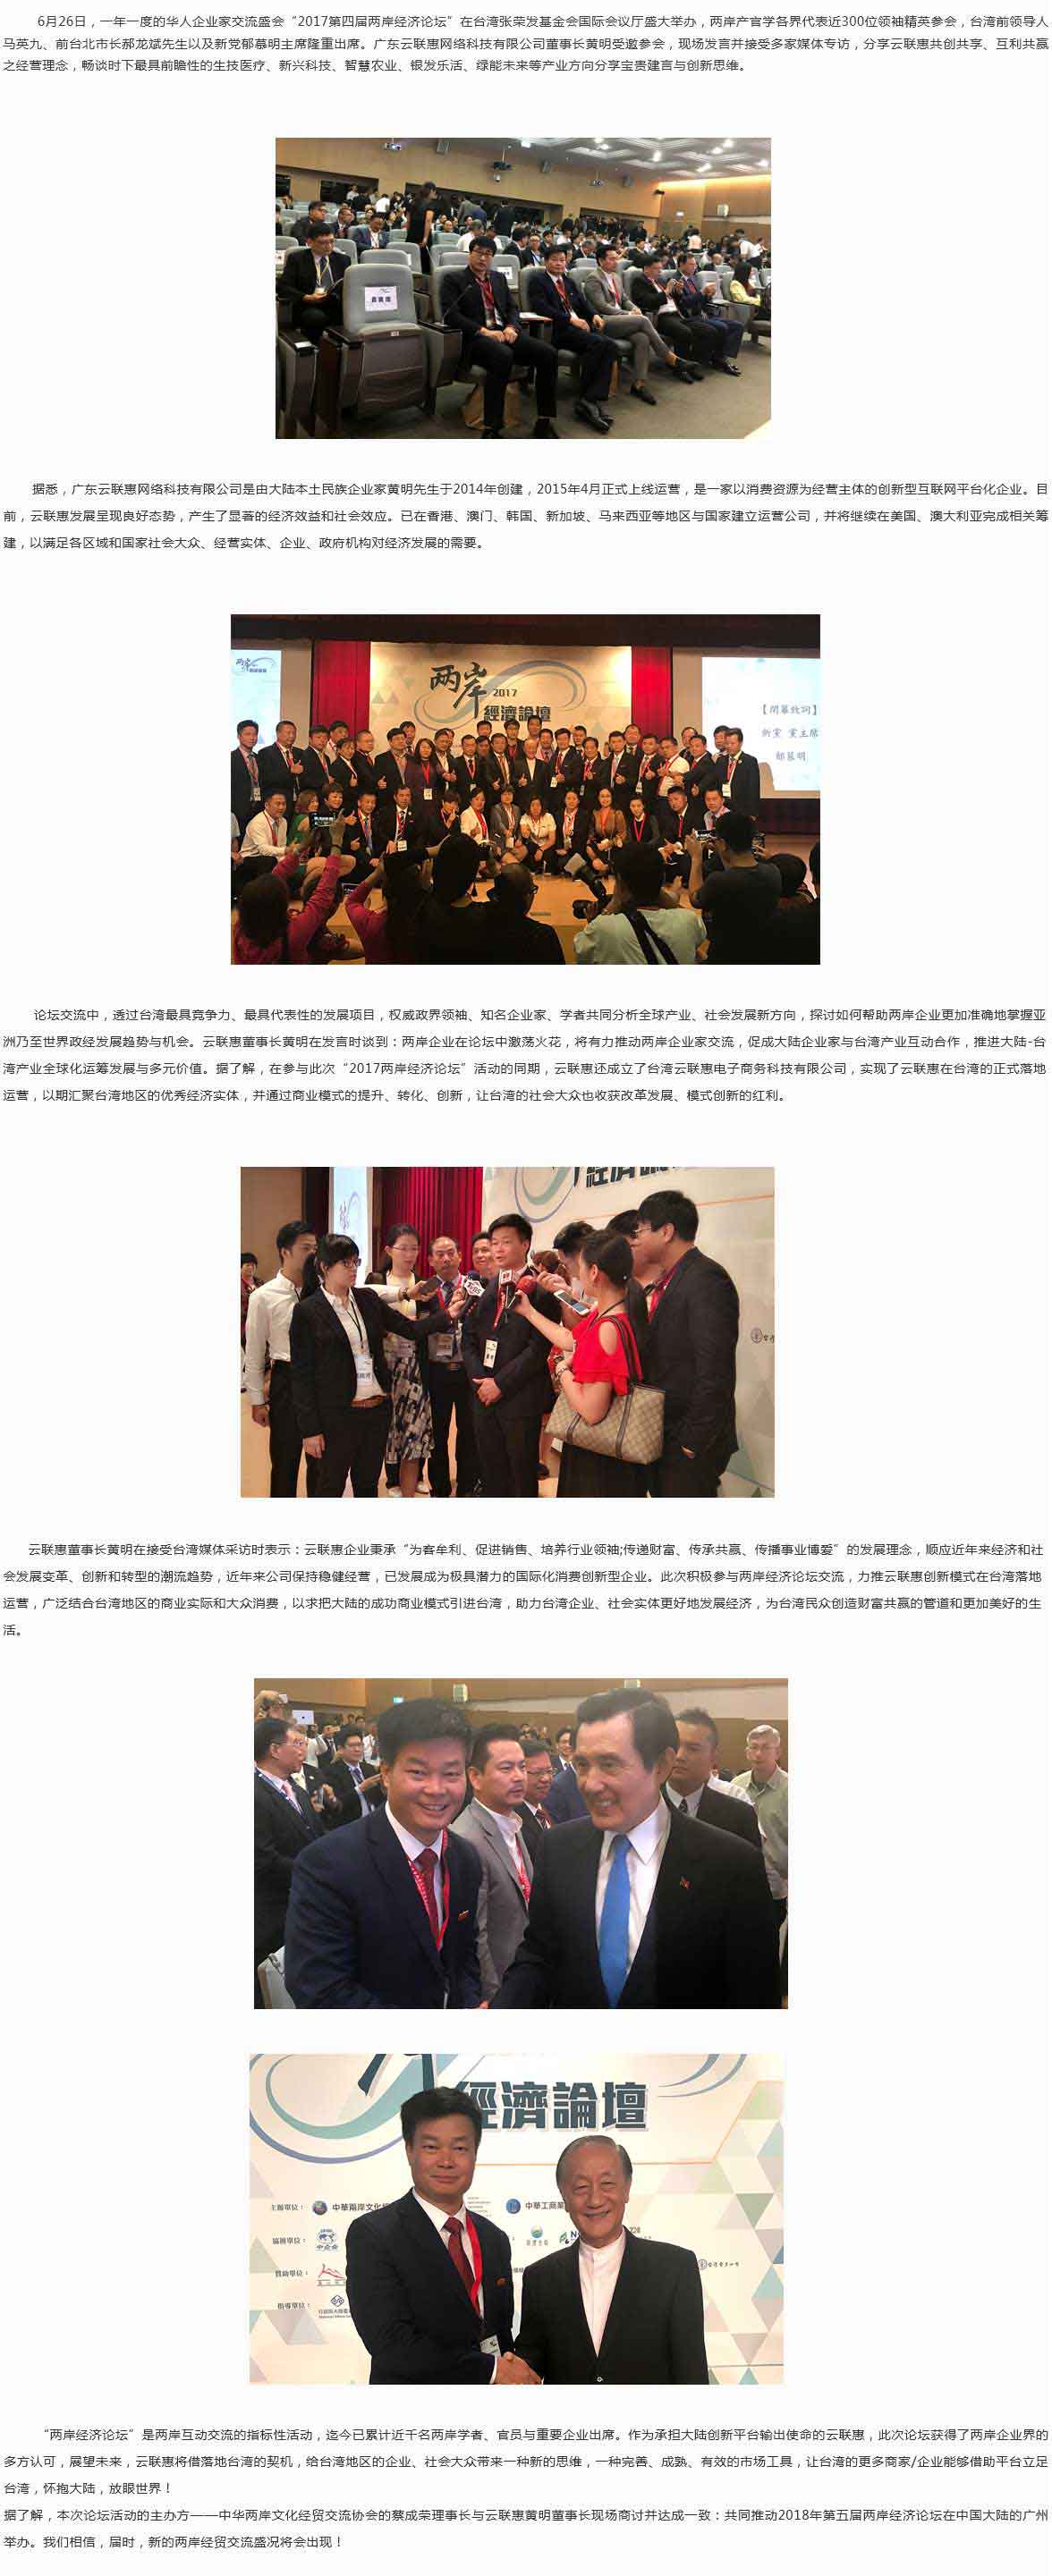 6月26日，一年一度的华人企业家交流盛会“2017第四届两岸经济论坛”在台湾张荣发基金会国际会议厅盛大举办，两岸产官学各界代表近300位领袖精英参会，台湾前领导人
马英九、前台北市长郝龙斌先生以及新党郁慕明主席隆重出席。广东云联惠网络科技有限公司董事长黄明受邀参会，现场发言并接受多家媒体专访，分享云联惠共创共享、互利共赢
之经营理念，畅谈时下最具前瞻性的生技医疗、新兴科技、智慧农业、银发乐活、绿能未来等产业方向分享宝贵建言与创新思维。
据悉，广东云联惠网络科技有限公司是由大陆本土民族企业家黄明先生于2014年创建，2015年4月正式上线运营，是一家以消费资源为经营主体的创新型互联网平台化企业。目
前，云联惠发展呈现良好态势，产生了显著的经济效益和社会效应。已在香港、澳门、韩国、新加坡、马来西亚等地区与国家建立运营公司，并将继续在美国、澳大利亚完成相关筹
建，以满足各区域和国家社会大众、经营实体、企业、政府机构对经济发展的需要。
两岸
2017
經濟論壇
【閉幕致詞】
新黨 黨主席
郁慕明
论坛交流中，透过台湾最具竞争力、最具代表性的发展项目，权威政界领袖、知名企业家、学者共同分析全球产业、社会发展新方向，探讨如何帮助两岸企业更加准确地掌握亚
洲乃至世界政经发展趋势与机会。云联惠董事长黄明在发言时谈到：两岸企业在论坛中激荡火花，将有力推动两岸企业家交流，促成大陆企业家与台湾产业互动合作，推进大陆-台
湾产业全球化运筹发展与多元价值。据了解，在参与此次“2017两岸经济论坛”活动的同期，云联惠还成立了台湾云联惠电子商务科技有限公司，实现了云联惠在台湾的正式落地
运营，以期汇聚台湾地区的优秀经济实体，并通过商业模式的提升、转化、创新，让台湾的社会大众也收获改革发展、模式创新的红利。
經濟論
云联惠董事长黄明在接受台湾媒体采访时表示：云联惠企业秉承“为客牟利、促进销售、培养行业领袖;传递财富、传承共赢、传播事业博爱”的发展理念，顺应近年来经济和社
会发展变革、创新和转型的潮流趋势，近年来公司保持稳健经营，已发展成为极具潜力的国际化消费创新型企业。此次积极参与两岸经济论坛交流，力推云联惠创新模式在台湾落地
运营，广泛结合台湾地区的商业实际和大众消费，以求把大陆的成功商业模式引进台湾，助力台湾企业、社会实体更好地发展经济，为台湾民众创造财富共赢的管道和更加美好的生
活。
經濟論壇
主辦單位：
中華兩岸文化
中華工商業
協辦單位：
贊助單位：
指導單位：
“两岸经济论坛”是两岸互动交流的指标性活动，迄今已累计近千名两岸学者、官员与重要企业出席。作为承担大陆创新平台输出使命的云联惠，此次论坛获得了两岸企业界的
多方认可，展望未来，云联惠将借落地台湾的契机，给台湾地区的企业、社会大众带来一种新的思维，一种完善、成熟、有效的市场工具，让台湾的更多商家/企业能够借助平台立足
台湾，怀抱大陆，放眼世界！
据了解，本次论坛活动的主办方——中华两岸文化经贸交流协会的蔡成荣理事长与云联惠黄明董事长现场商讨并达成一致：共同推动2018年第五届两岸经济论坛在中国大陆的广州
举办。我们相信，届时，新的两岸经贸交流盛况将会出现！